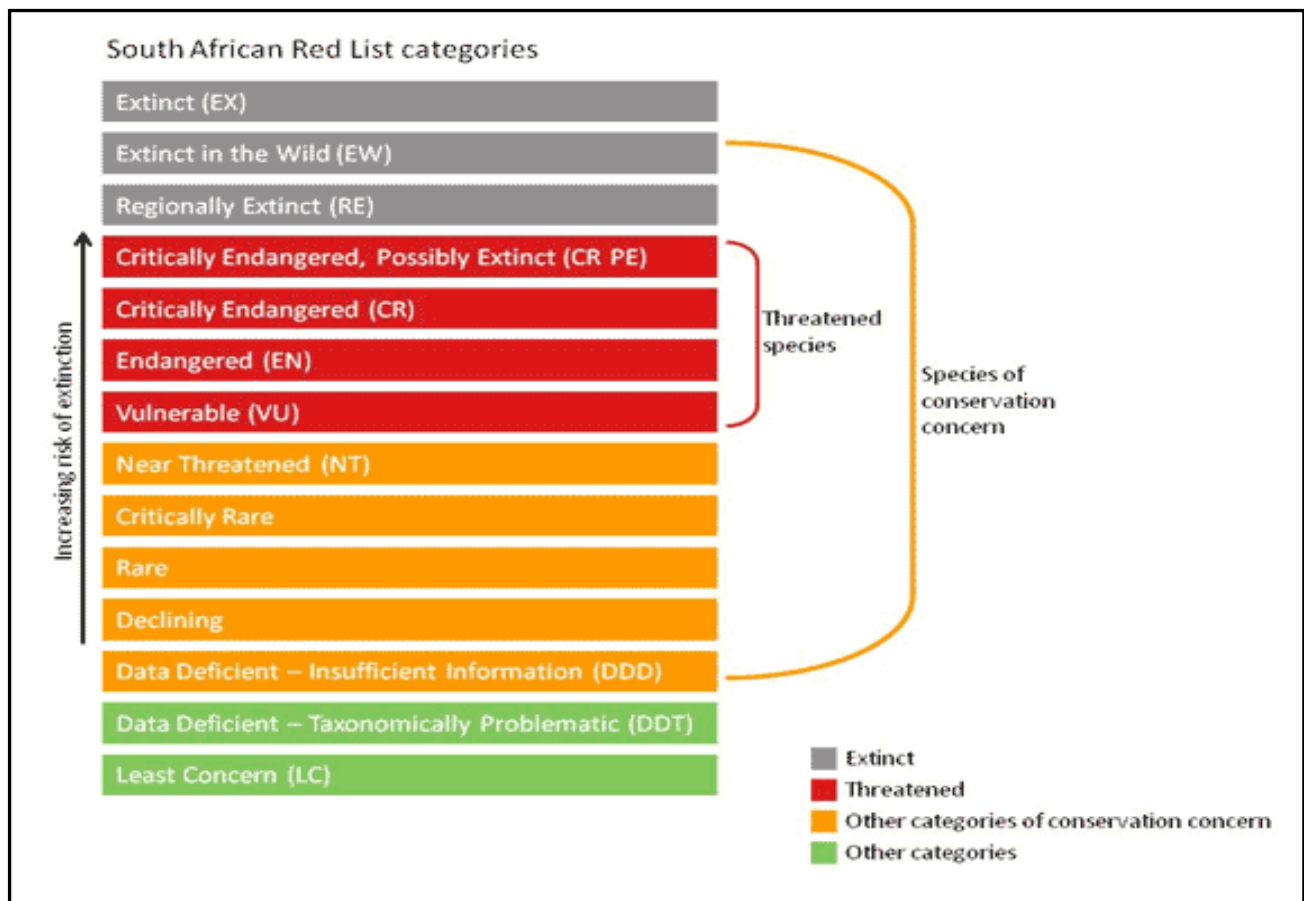 South African Red List categories
Extinct (EX)
Extinct in the Wild (EW)
Regionally Extinct (RE)
Critically Endangered, Possibly Extinct (CR PE)
Critically Endangered (CR)
Endangered (EN)
Vulnerable (VU)
Near Threatened (NT)
Critically Rare
Rare
Declining
Data Deficient – Insufficient Information (DDD)
Data Deficient – Taxonomically Problematic (DDT)
Least Concern (LC)
Increasing risk of extinction
Threatened
species
Species of
conservation
concern
Extinct
Threatened
Other categories of conservation concern
Other categories